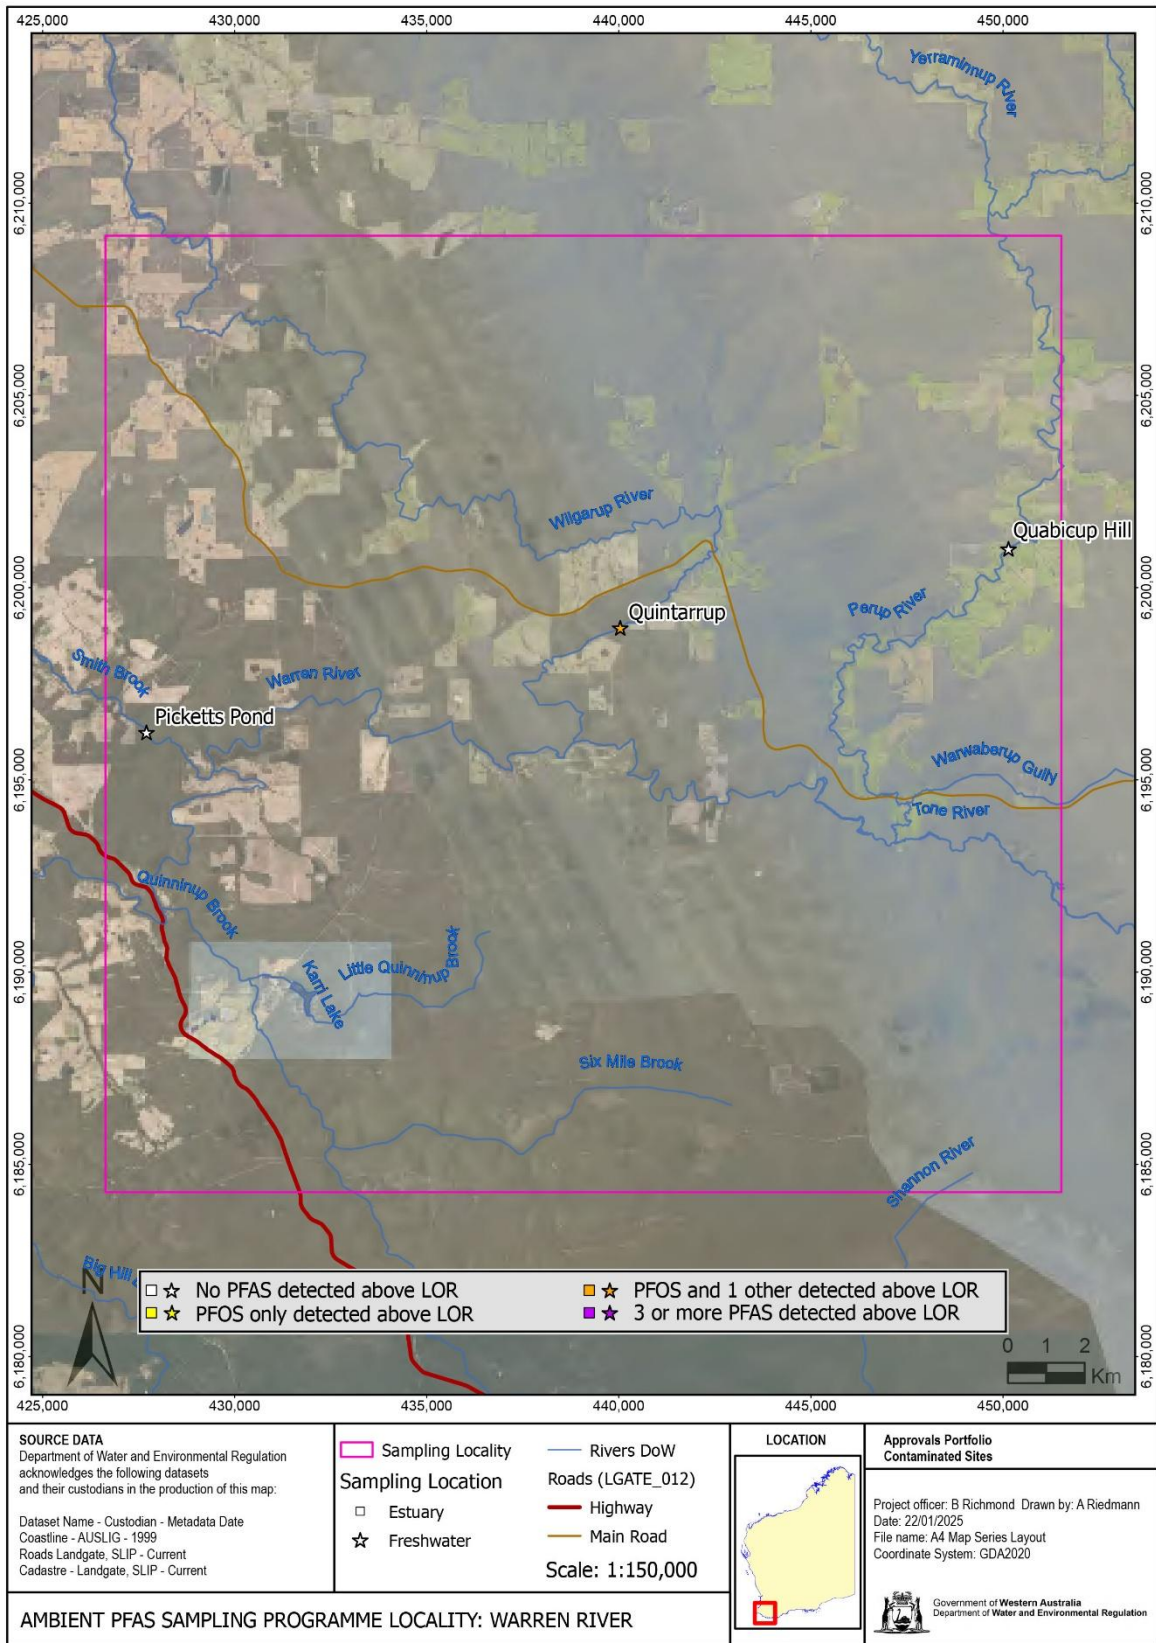 425,000 430,000 435,000 440,000 445,000 450,000
6,210,000
6,210,000
6,205,000
6,205,000
6,200,000
6,200,000
6,195,000
6,195,000
6,190,000
6,190,000
6,185,000
6,185,000
6,180,000
6,180,000
Yerraminnup River
Wilgarup River
Quabicup Hill
Perup River
Quintarrup
Smith Brook
Warren River
Picketts Pond
Warwaberup Gully
Tone River
Quinninup Brook
Karri Lake
Little Quinninup Brook
Six Mile Brook
Shannon River
Big Hill
N
No PFAS detected above LOR
PFOS only detected above LOR
PFOS and 1 other detected above LOR
3 or more PFAS detected above LOR
0 1 2
Km
425,000 430,000 435,000 440,000 445,000 450,000
SOURCE DATA
Department of Water and Environmental Regulation
acknowledges the following datasets
and their custodians in the production of this map:
Dataset Name - Custodian - Metadata Date
Coastline - AUSLIG - 1999
Roads Landgate, SLIP - Current
Cadastre - Landgate, SLIP - Current
Sampling Locality
Sampling Location
Estuary
Freshwater
Rivers DoW
Roads (LGATE_012)
Highway
Main Road
Scale: 1:150,000
LOCATION
Approvals Portfolio
Contaminated Sites
Project officer: B Richmond Drawn by: A Riedmann
Date: 22/01/2025
File name: A4 Map Series Layout
Coordinate System: GDA2020
Government of Western Australia
Department of Water and Environmental Regulation
AMBIENT PFAS SAMPLING PROGRAMME LOCALITY: WARREN RIVER